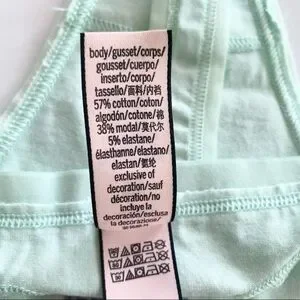 body/gusset/corps/
gousset/cuerpo/
inserto/corpo/
tassello/面料/内裆
57% cotton/coton/
algodón/cotone/棉
38% modal/莫代尔
5% elastane/
élasthanne/elastano/
elastan/氨纶
exclusive of
decoration/sauf
décoration/no
incluye la
decoración/esclusa
la decorazione/